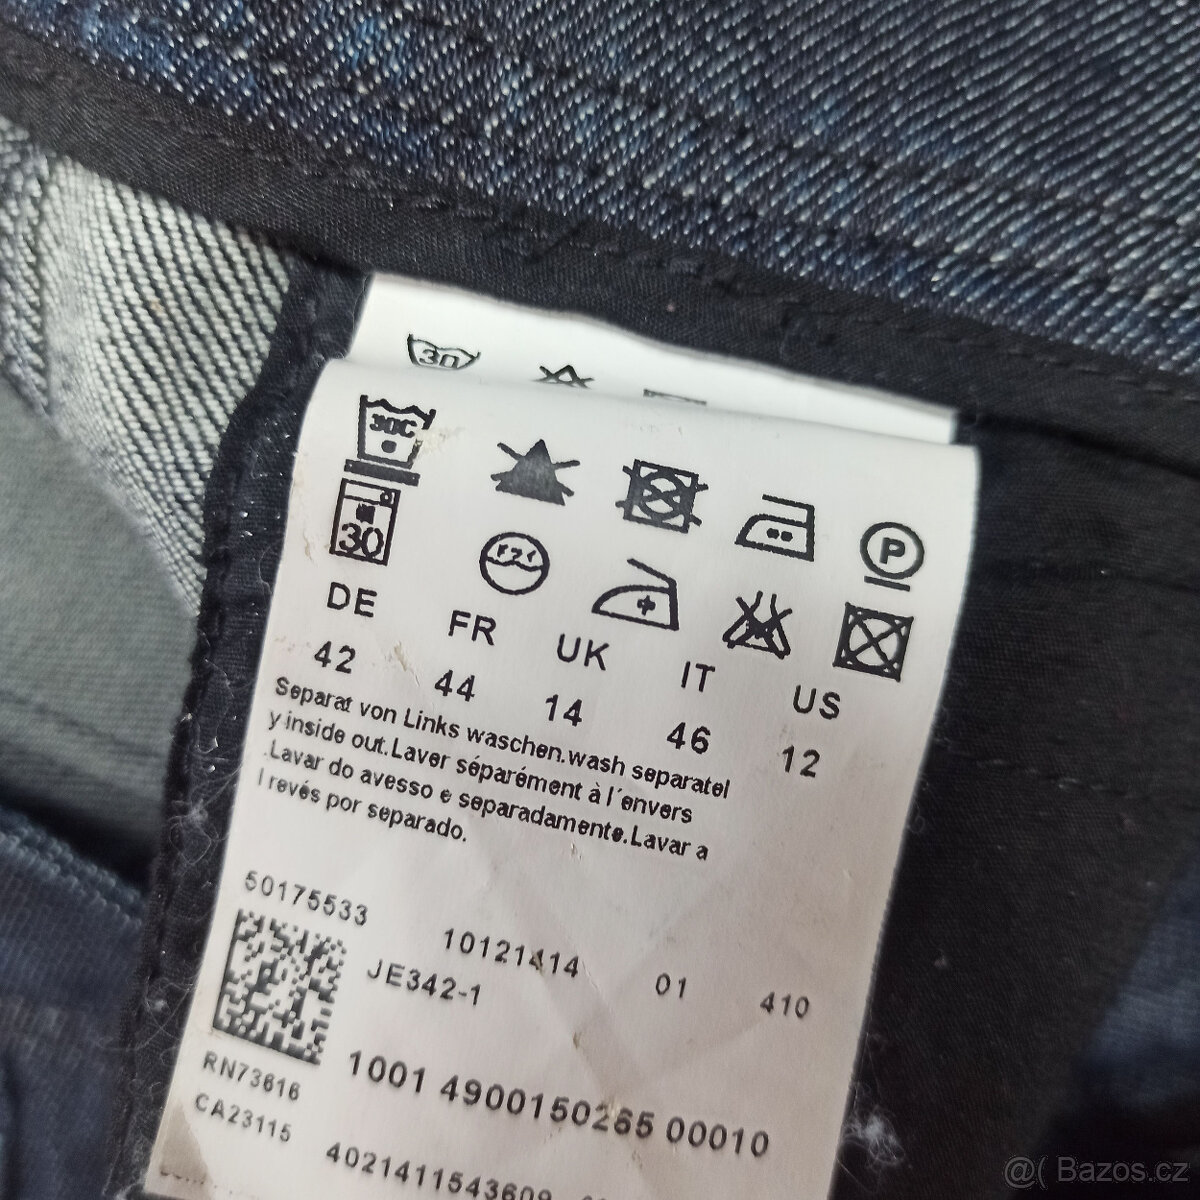 30
30C
P
30
DE FR UK IT US
42 44 14 46 12
Separat von Links waschen.wash separatel
y inside out.Laver séparément à l´envers
.Lavar do avesso e separadamente.Lavar a
l revés por separado.
50175533
10121414 01 410
JE342-1
RN73616
1001 4900150265 00010
CA23115
4021411543609
@( Bazos.cz